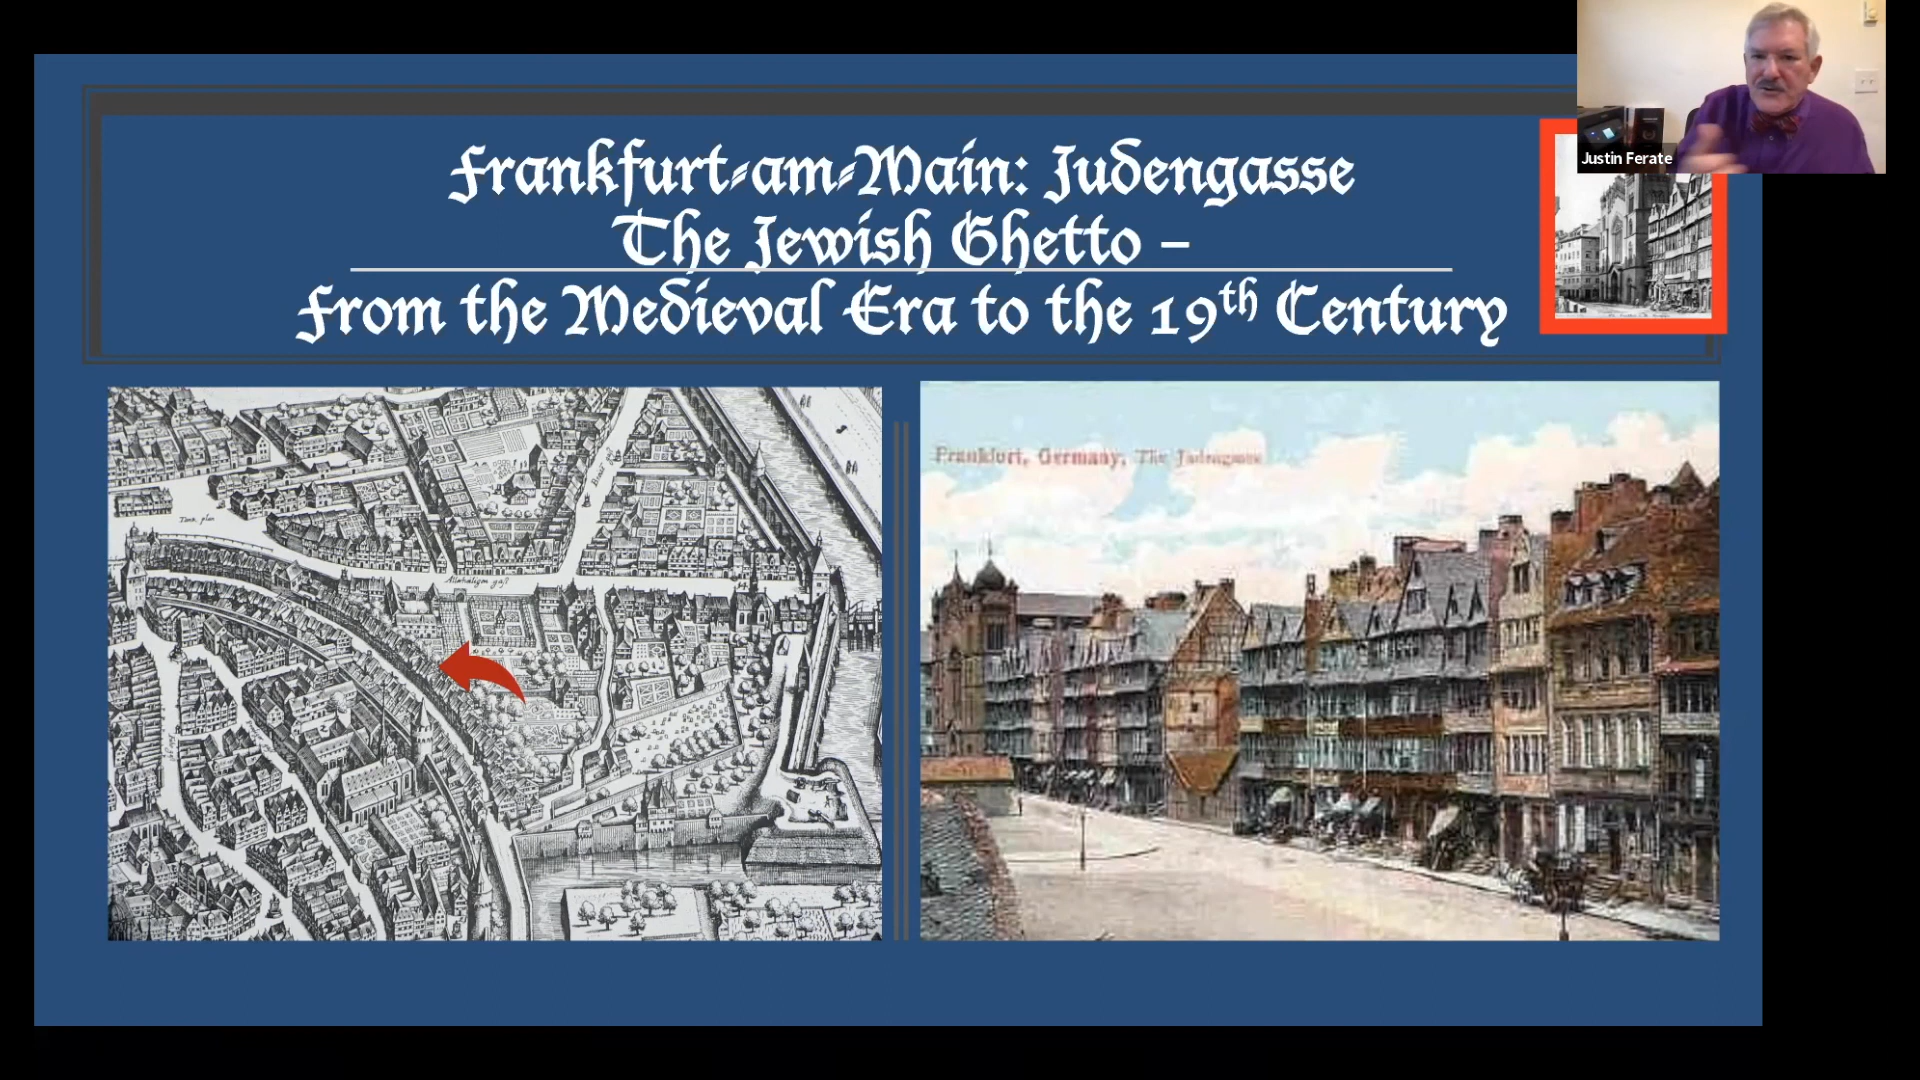 Frankfurt-am-Main: Judengasse
The Jewish Ghetto –
From the Medieval Era to the 19th Century
Justin Ferate
Frankfort, Germany, The Judengasse